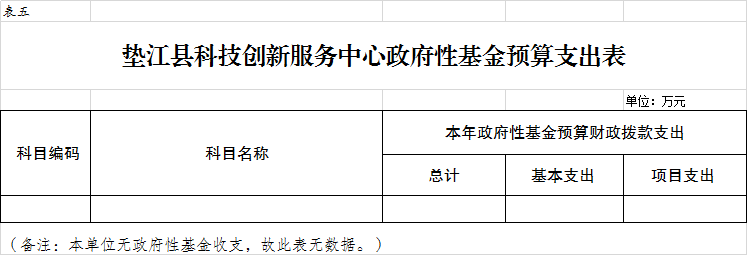 表五
垫江县科技创新服务中心政府性基金预算支出表
单位：万元
科目编码 科目名称 本年政府性基金预算财政拨款支出
总计 基本支出 项目支出
（备注：本单位无政府性基金收支，故此表无数据。）